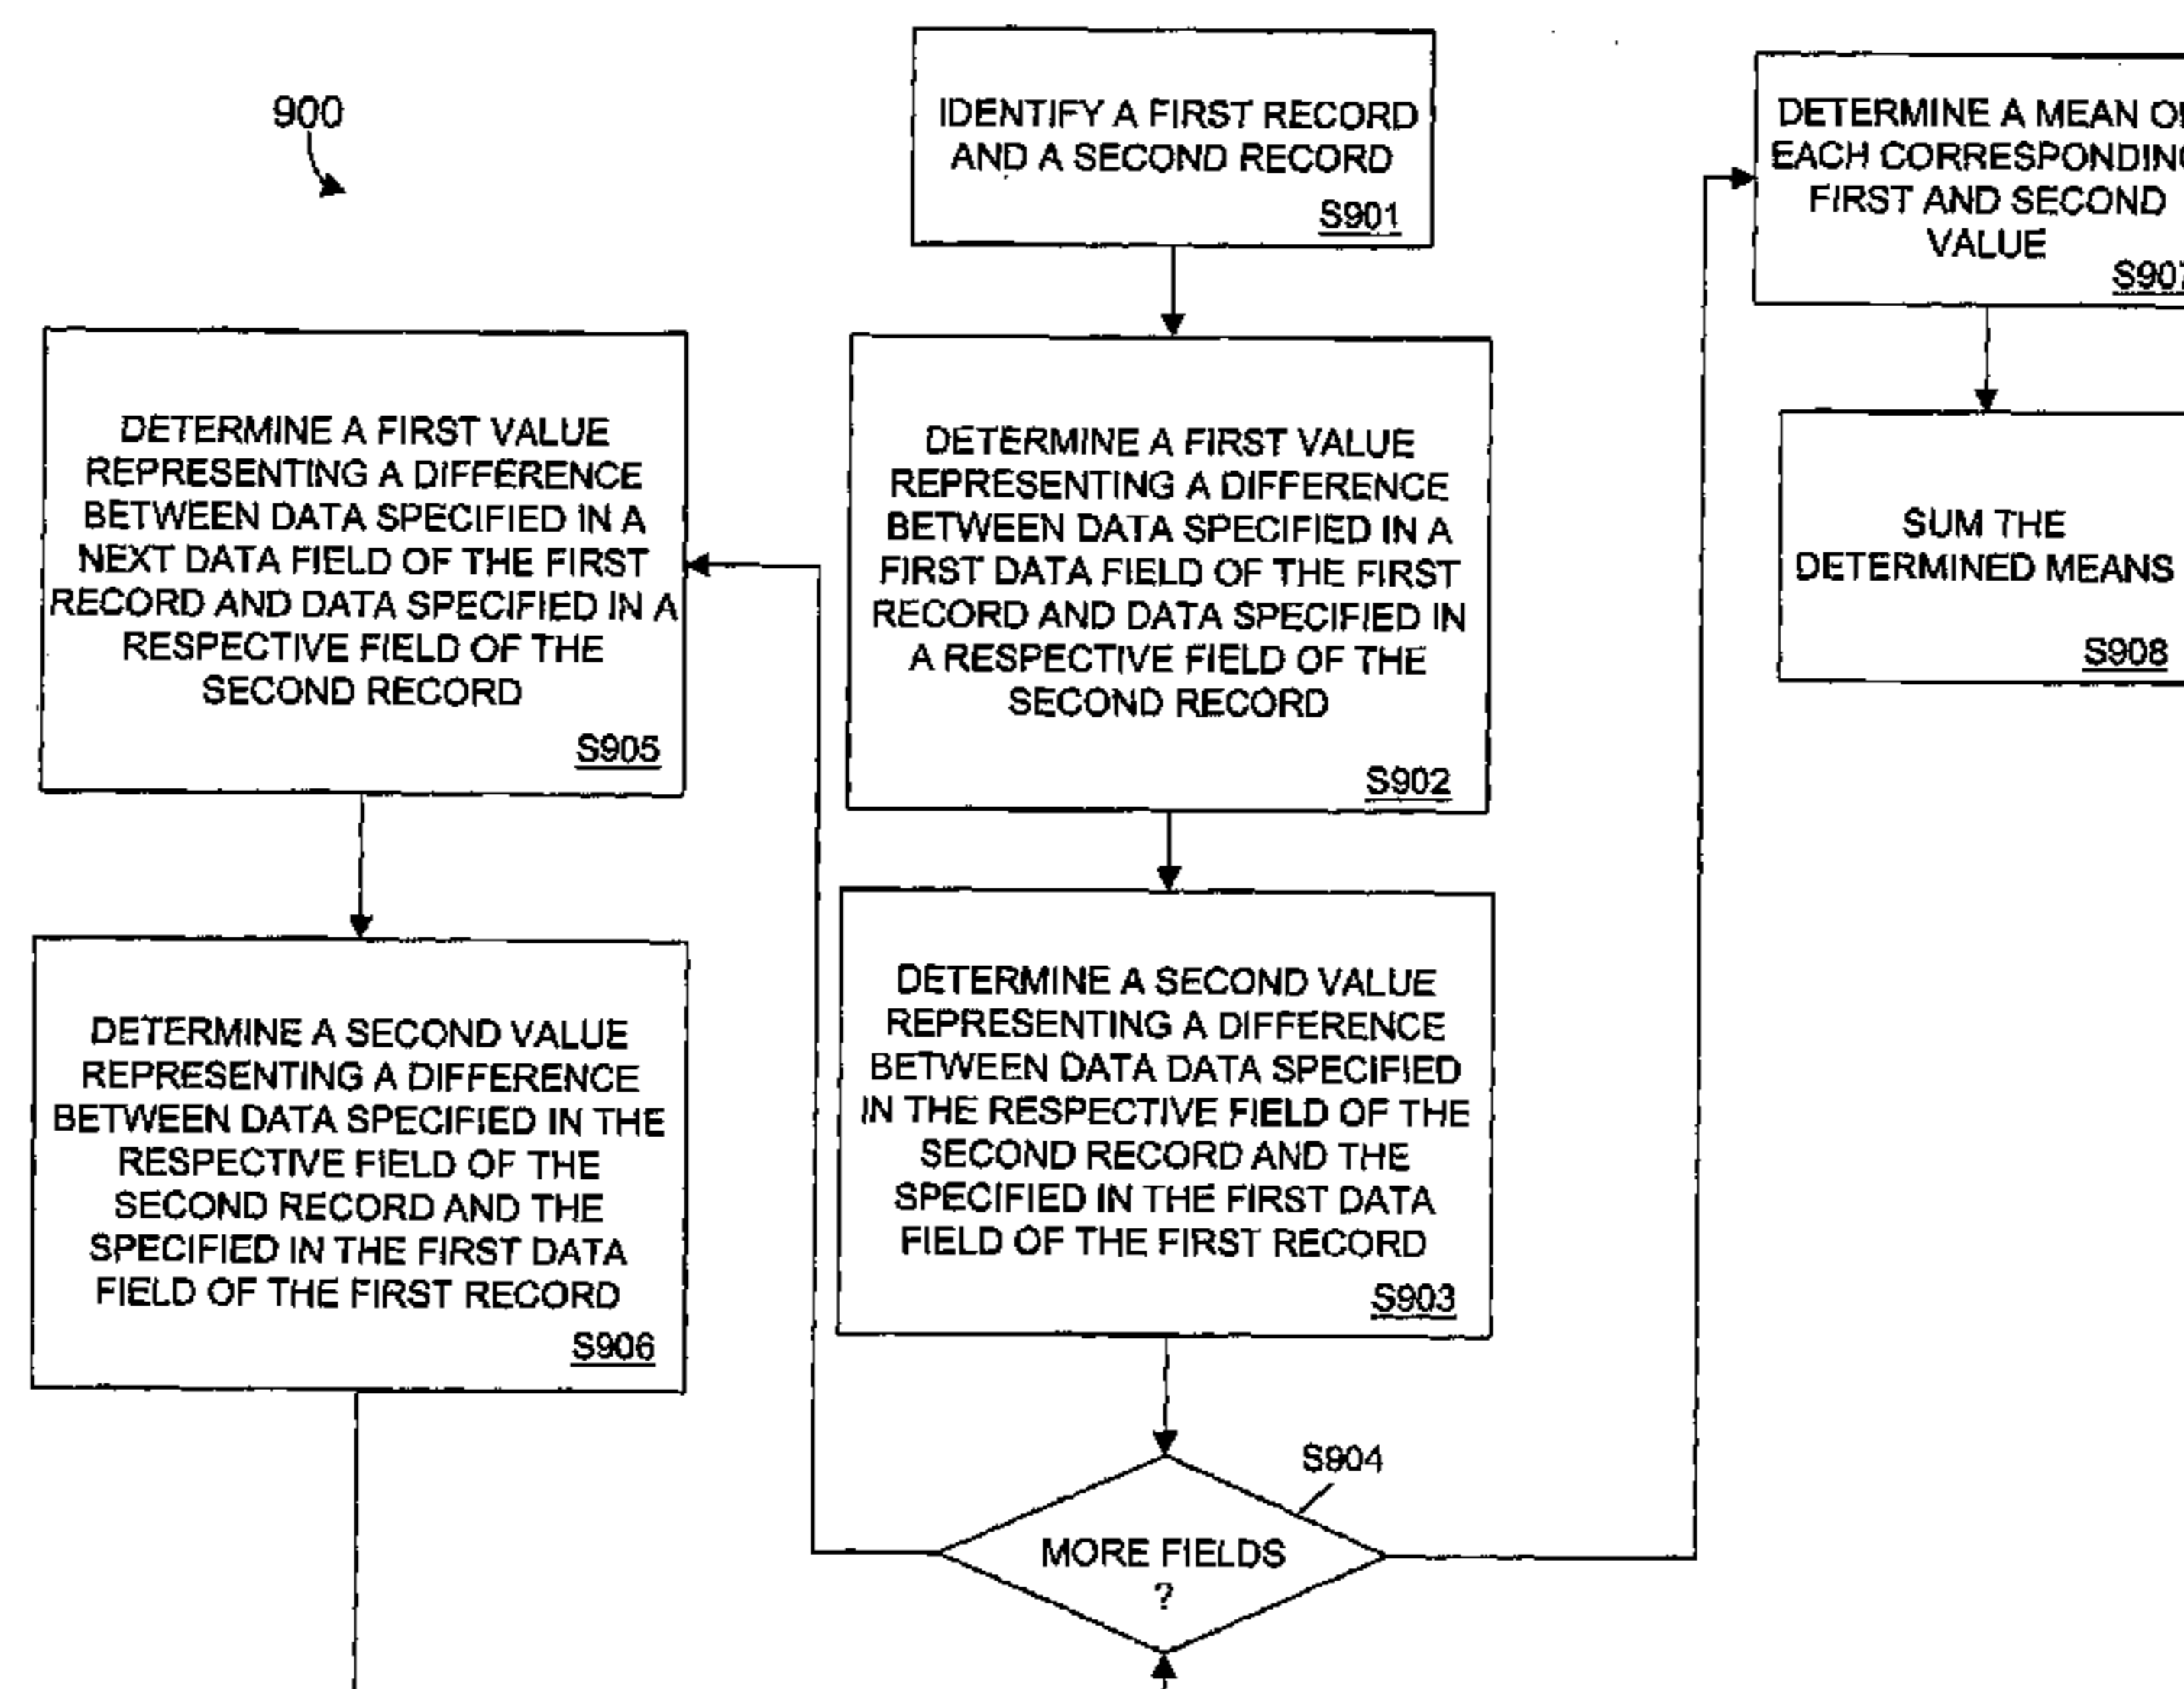 900
IDENTIFY A FIRST RECORD
AND A SECOND RECORD
S901
DETERMINE A FIRST VALUE
REPRESENTING A DIFFERENCE
BETWEEN DATA SPECIFIED IN A
FIRST DATA FIELD OF THE FIRST
RECORD AND DATA SPECIFIED IN
A RESPECTIVE FIELD OF THE
SECOND RECORD
S902
DETERMINE A SECOND VALUE
REPRESENTING A DIFFERENCE
BETWEEN DATA DATA SPECIFIED
IN THE RESPECTIVE FIELD OF THE
SECOND RECORD AND THE
SPECIFIED IN THE FIRST DATA
FIELD OF THE FIRST RECORD
S903
S904
MORE FIELDS
?
DETERMINE A FIRST VALUE
REPRESENTING A DIFFERENCE
BETWEEN DATA SPECIFIED IN A
NEXT DATA FIELD OF THE FIRST
RECORD AND DATA SPECIFIED IN A
RESPECTIVE FIELD OF THE
SECOND RECORD
S905
DETERMINE A SECOND VALUE
REPRESENTING A DIFFERENCE
BETWEEN DATA SPECIFIED IN THE
RESPECTIVE FIELD OF THE
SECOND RECORD AND THE
SPECIFIED IN THE FIRST DATA
FIELD OF THE FIRST RECORD
S906
DETERMINE A MEAN OF
EACH CORRESPONDING
FIRST AND SECOND
VALUE
S907
SUM THE
DETERMINED MEANS
S908